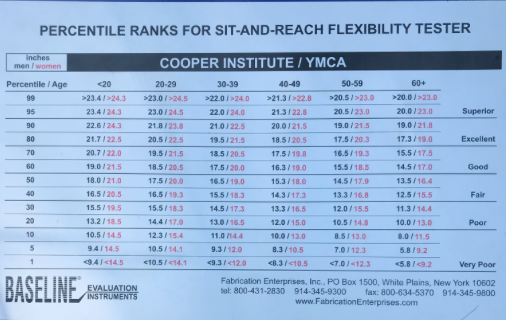 PERCENTILE RANKS FOR SIT-AND-REACH FLEXIBILITY TESTER
inches
men / women
COOPER INSTITUTE / YMCA
Percentile / Age <20 20-29 30-39 40-49 50-59 60+
99 >23.4 / >24.3 >23.0 / >24.5 >22.0 / >24.0 >21.3 / >22.8 >20.5 / >23.0 >20.0 / >23.0
95 23.4 / 24.3 23.0 / 24.5 22.0 / 24.0 21.3 / 22.8 20.5 / 23.0 20.0 / 23.0 Superior
90 22.6 / 24.3 21.8 / 23.8 21.0 / 22.5 20.0 / 21.5 19.0 / 21.5 19.0 / 21.8
80 21.7 / 22.5 20.5 / 22.5 19.5 / 21.5 18.5 / 20.5 17.5 / 20.3 17.3 / 19.0 Excellent
70 20.7 / 22.0 19.5 / 21.5 18.5 / 20.5 17.5 / 19.8 16.5 / 19.3 15.5 / 17.5
60 19.0 / 21.5 18.5 / 20.5 17.5 / 20.0 16.3 / 19.0 15.5 / 18.5 14.5 / 17.0 Good
50 18.0 / 21.0 17.5 / 20.0 16.5 / 19.0 15.3 / 18.0 14.5 / 17.9 13.5 / 16.4
40 16.5 / 20.5 16.5 / 19.3 15.5 / 18.3 14.3 / 17.3 13.3 / 16.8 12.5 / 15.5 Fair
30 15.5 / 19.5 15.5 / 18.3 14.5 / 17.3 13.3 / 16.5 12.0 / 15.5 11.3 / 14.4
20 13.2 / 18.5 14.4 / 17.0 13.0 / 16.5 12.0 / 15.0 10.5 / 14.8 10.0 / 13.0 Poor
10 10.5 / 14.5 12.3 / 15.4 11.0 /14.4 10.0 / 13.0 8.5 / 13.0 8.0 / 11.5
5 9.4 / 14.5 10.5 / 14.1 9.3 / 12.0 8.3 / 10.5 7.0 / 12.3 5.8 / 9.2
1 <9.4 / <14.5 <10.5 / <14.1 <9.3 / <12.0 <8.3 / <10.5 <7.0 / <12.3 <5.8 / <9.2 Very Poor
BASELINE® EVALUATION INSTRUMENTS
Fabrication Enterprises, Inc., PO Box 1500, White Plains, New York 10602
tel: 800-431-2830 914-345-9300 fax: 800-634-5370 914-345-9800
www.FabricationEnterprises.com